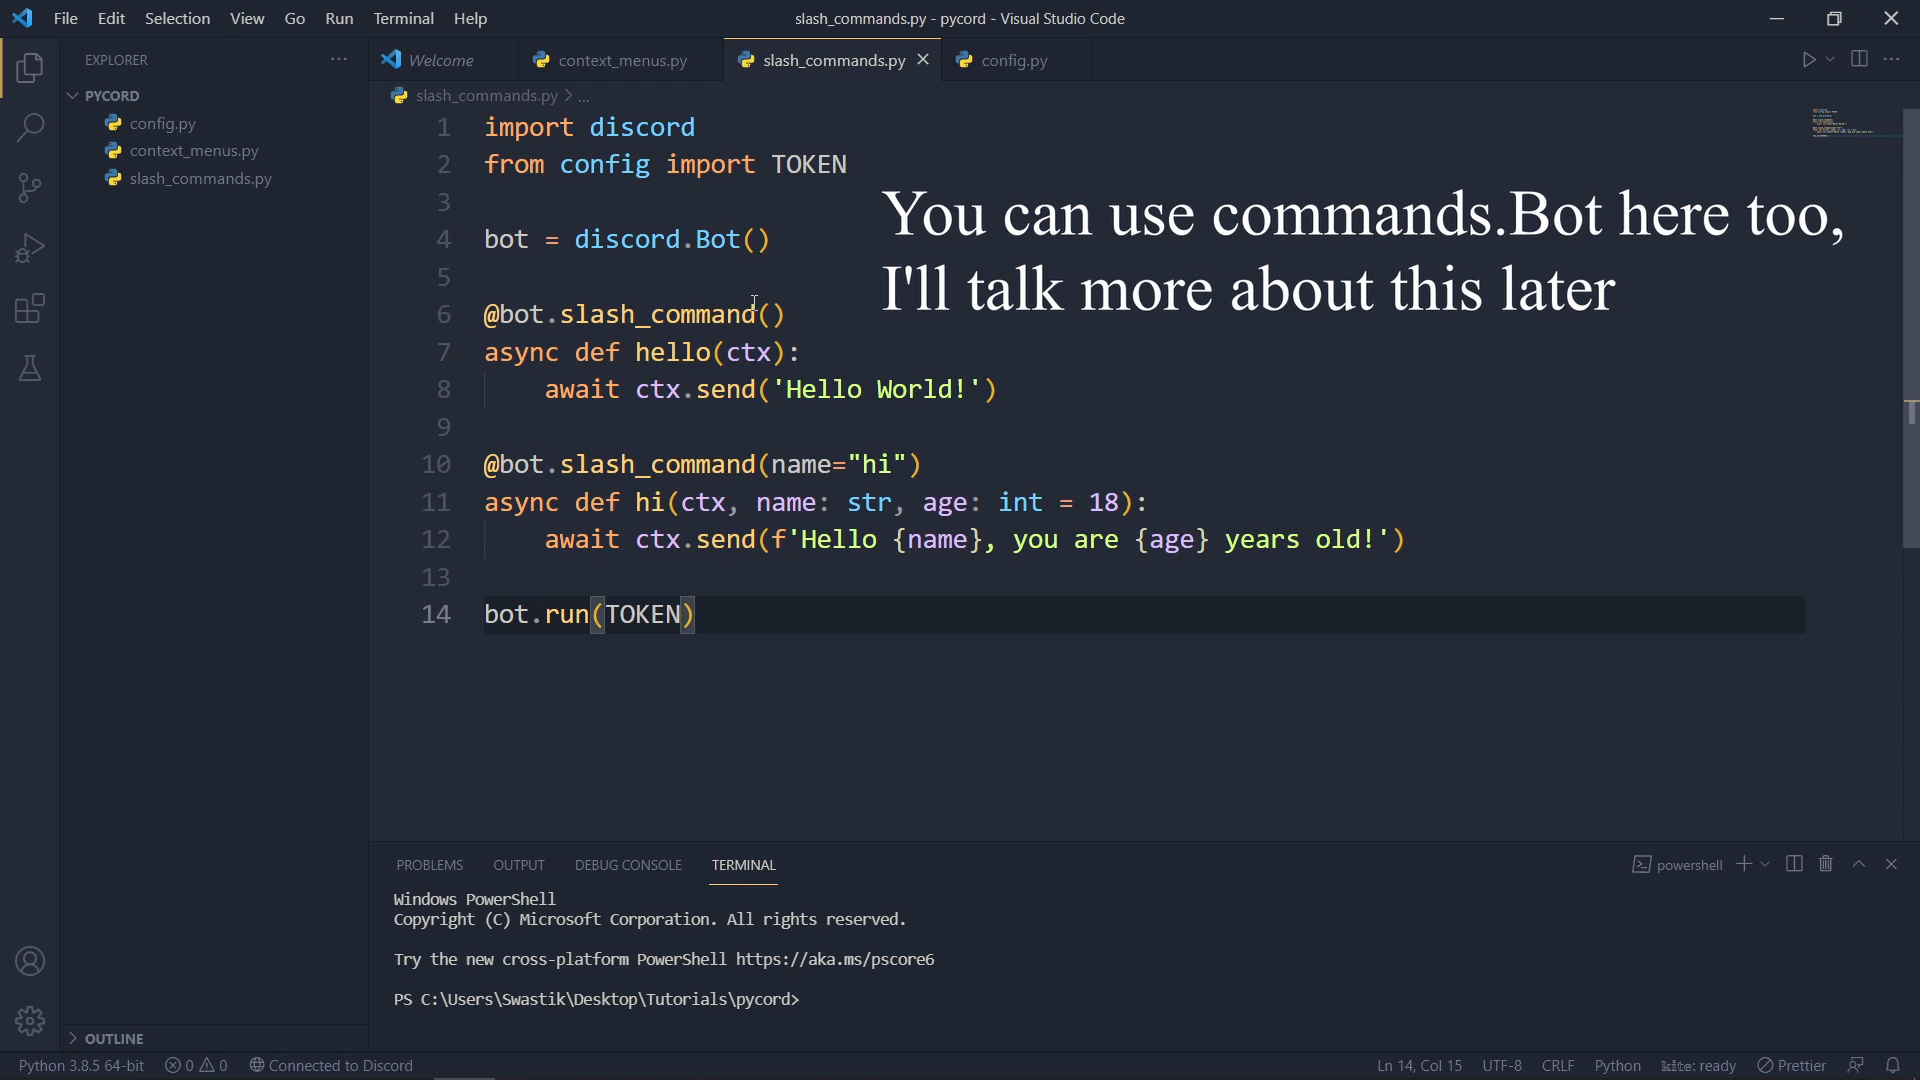 File Edit Selection View Go Run Terminal Help
slash_commands.py - pycord - Visual Studio Code
EXPLORER
PYCORD
config.py
context_menus.py
slash_commands.py
Welcome
context_menus.py
slash_commands.py
config.py
slash_commands.py > ...
1 import discord
2 from config import TOKEN
3
4 bot = discord.Bot()
5
6 @bot.slash_command()
7 async def hello(ctx):
8     await ctx.send('Hello World!')
9
10 @bot.slash_command(name="hi")
11 async def hi(ctx, name: str, age: int = 18):
12     await ctx.send(f'Hello {name}, you are {age} years old!')
13
14 bot.run(TOKEN)
You can use commands.Bot here too,
I'll talk more about this later
PROBLEMS OUTPUT DEBUG CONSOLE TERMINAL
powershell
Windows PowerShell
Copyright (C) Microsoft Corporation. All rights reserved.
Try the new cross-platform PowerShell https://aka.ms/pscore6
PS C:\Users\Swastik\Desktop\Tutorials\pycord>
OUTLINE
Python 3.8.5 64-bit 0 0 Connected to Discord
Ln 14, Col 15 UTF-8 CRLF Python kite: ready Prettier